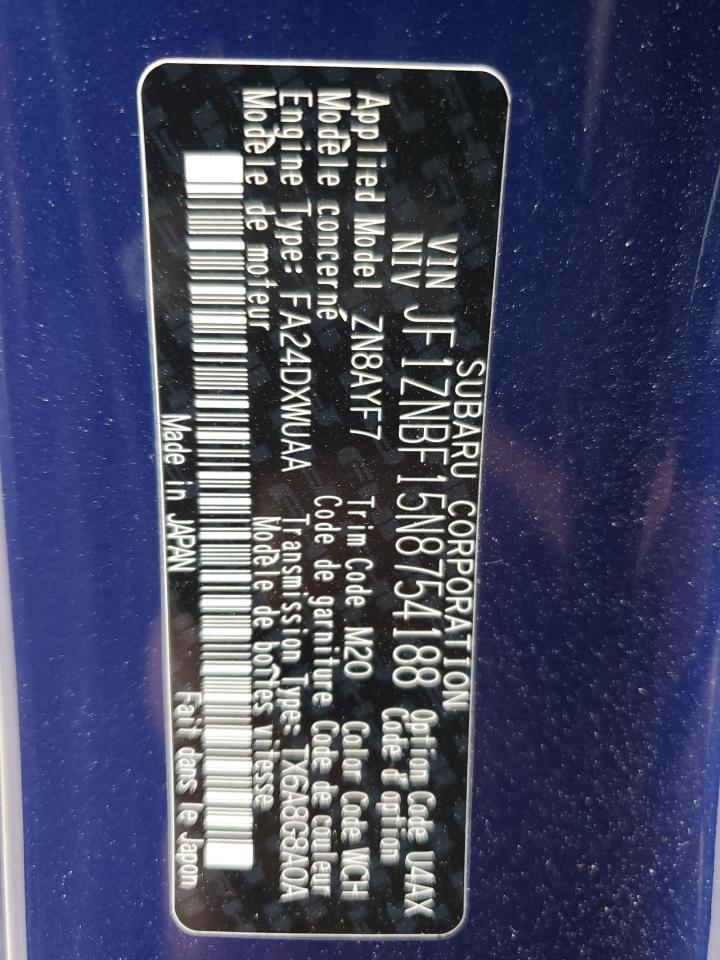 SUBARU CORPORATION
VIN
NIV JF1ZNBF15N8754188 Option Code U4AX
Code d'option
Applied Model ZN8AYF7 Trim Code M20 Color Code WCH
Modèle concerné Code de garniture Code de couleur
Engine Type: FA24DXWUAA Transmission Type: TX6A8G8A0A
Modèle de moteur Modèle de boîtes vitesse
Made in JAPAN Fait dans le Japon